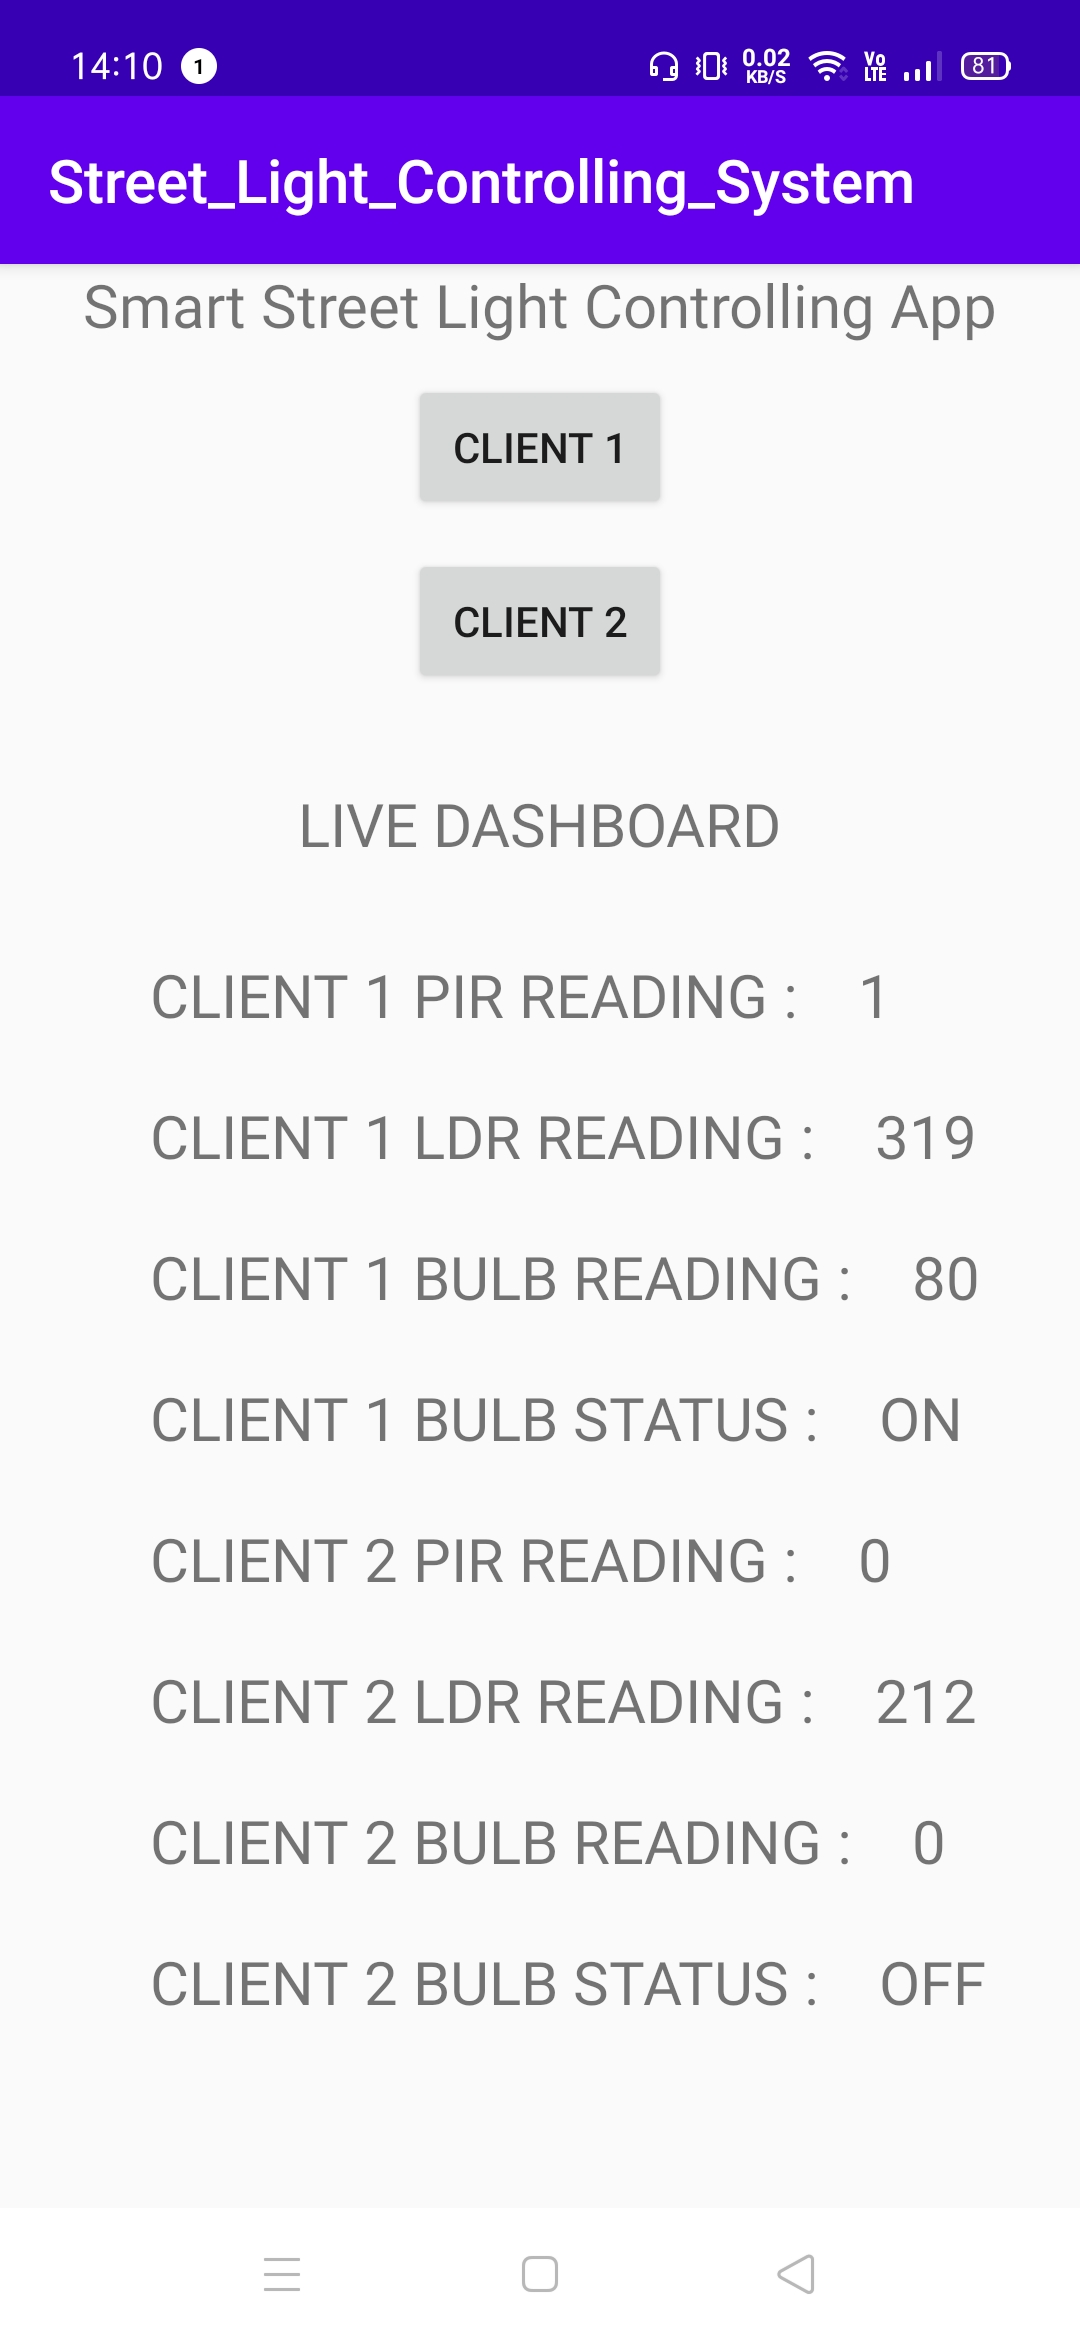 14:10 1 0.02 KB/S Vo LTE 81
Street_Light_Controlling_System
Smart Street Light Controlling App
CLIENT 1
CLIENT 2
LIVE DASHBOARD
CLIENT 1 PIR READING : 1
CLIENT 1 LDR READING : 319
CLIENT 1 BULB READING : 80
CLIENT 1 BULB STATUS : ON
CLIENT 2 PIR READING : 0
CLIENT 2 LDR READING : 212
CLIENT 2 BULB READING : 0
CLIENT 2 BULB STATUS : OFF